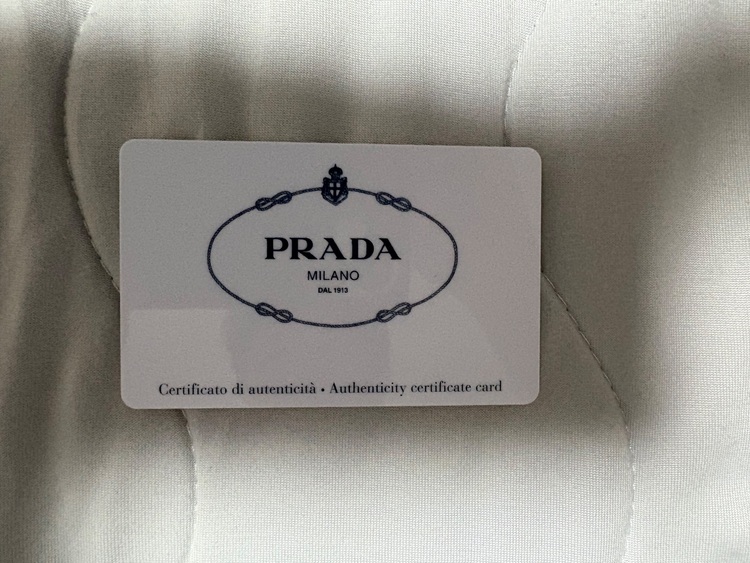 PRADA
MILANO
DAL 1913
Certificato di autenticità • Authenticity certificate card